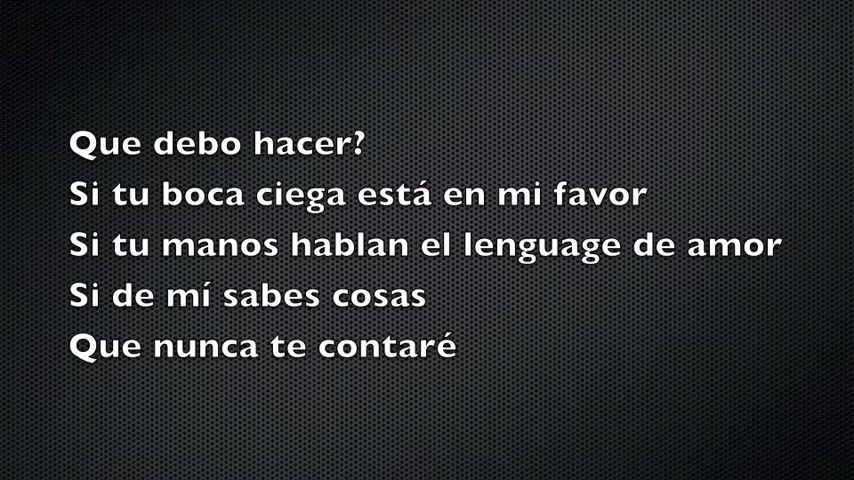 Que debo hacer?
Si tu boca ciega está en mi favor
Si tu manos hablan el lenguage de amor
Si de mí sabes cosas
Que nunca te contaré